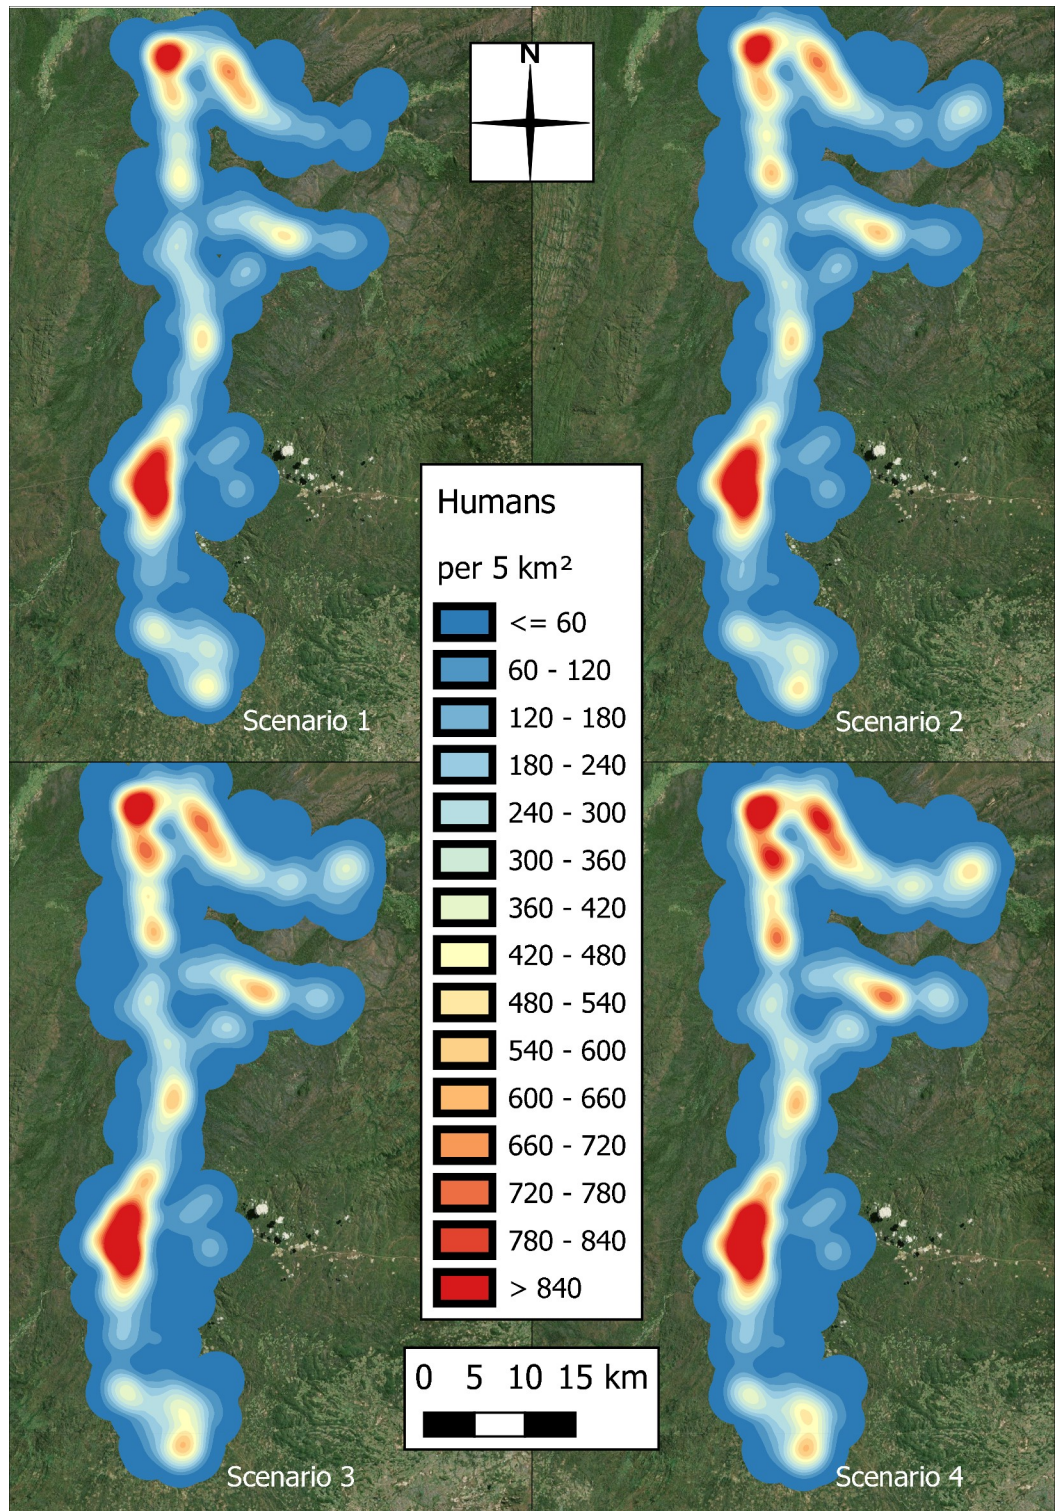 N
Scenario 1
Scenario 2
Humans
per 5 km²
<= 60
60 - 120
120 - 180
180 - 240
240 - 300
300 - 360
360 - 420
420 - 480
480 - 540
540 - 600
600 - 660
660 - 720
720 - 780
780 - 840
> 840
0 5 10 15 km
Scenario 3
Scenario 4